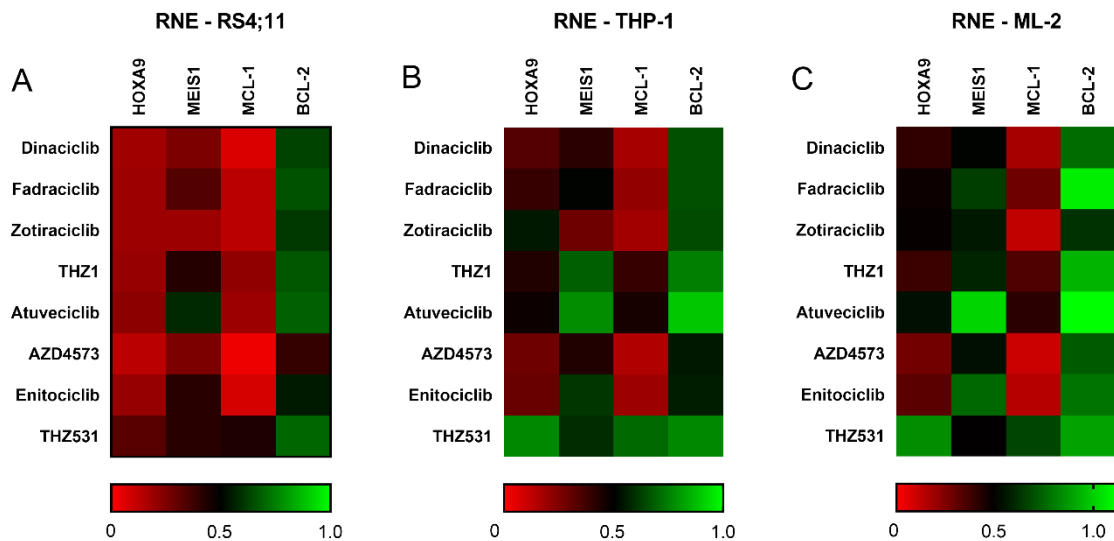 RNE - RS4;11
RNE - THP-1
RNE - ML-2
A
HOXA9
MEIS1
MCL-1
BCL-2
B
HOXA9
MEIS1
MCL-1
BCL-2
C
HOXA9
MEIS1
MCL-1
BCL-2
Dinaciclib
Fadraciclib
Zotiraciclib
THZ1
Atuveciclib
AZD4573
Enitociclib
THZ531
Dinaciclib
Fadraciclib
Zotiraciclib
THZ1
Atuveciclib
AZD4573
Enitociclib
THZ531
Dinaciclib
Fadraciclib
Zotiraciclib
THZ1
Atuveciclib
AZD4573
Enitociclib
THZ531
0 0.5 1.0
0 0.5 1.0
0 0.5 1.0